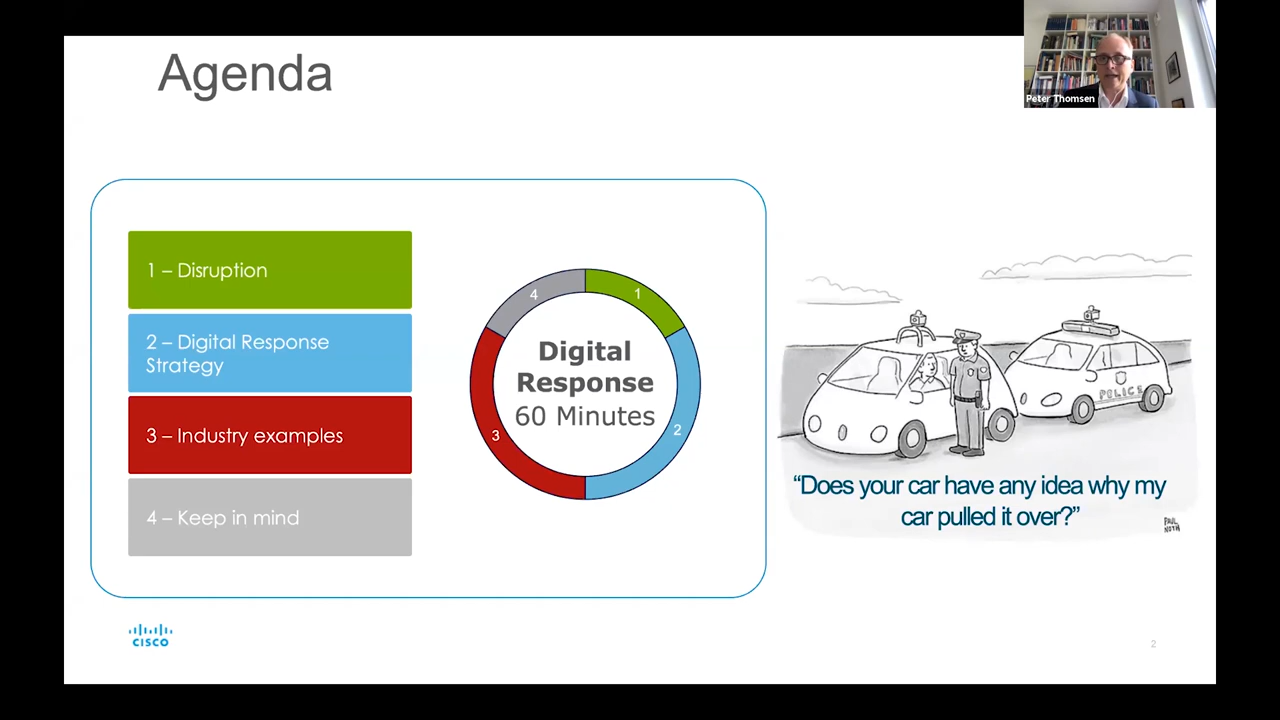 Agenda
Peter Thomsen
1 – Disruption
2 – Digital Response
Strategy
3 – Industry examples
4 – Keep in mind
4
1
Digital
Response
60 Minutes
3
2
POLICE
“Does your car have any idea why my
car pulled it over?”
PAUL
NOTH
CISCO
2